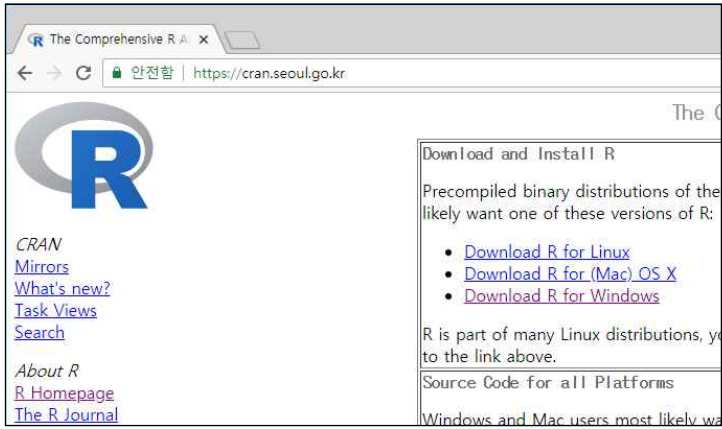 The Comprehensive R A
안전함 | https://cran.seoul.go.kr
R
CRAN
Mirrors
What's new?
Task Views
Search
About R
R Homepage
The R Journal
The
Download and Install R
Precompiled binary distributions of the
likely want one of these versions of R:
Download R for Linux
Download R for (Mac) OS X
Download R for Windows
R is part of many Linux distributions, yo
to the link above.
Source Code for all Platforms
Windows and Mac users most likely wa